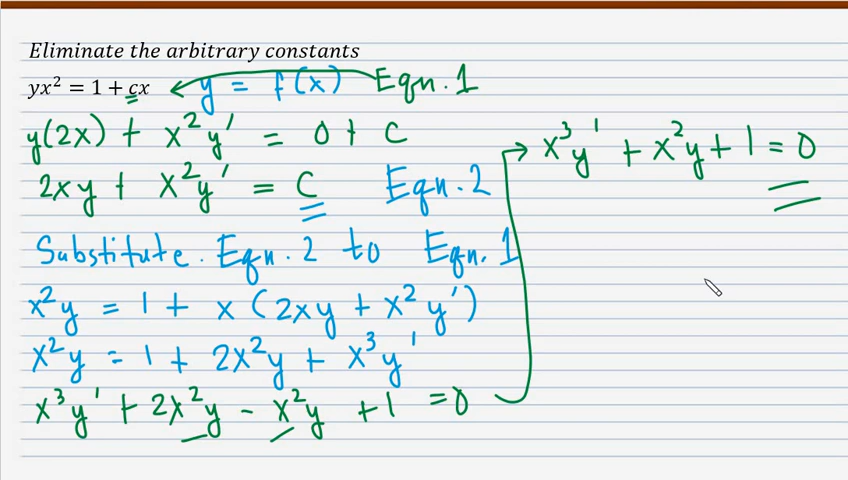 Eliminate the arbitrary constants
yx² = 1 + cx y = f(x) Eqn. 1
y(2x) + x²y' = 0 + C
2xy + x²y' = C Eqn. 2
Substitute. Eqn. 2 to Eqn. 1
x²y = 1 + x(2xy + x²y')
x²y = 1 + 2x²y + x³y'
x³y' + 2x²y - x²y + 1 = 0
x³y' + x²y + 1 = 0